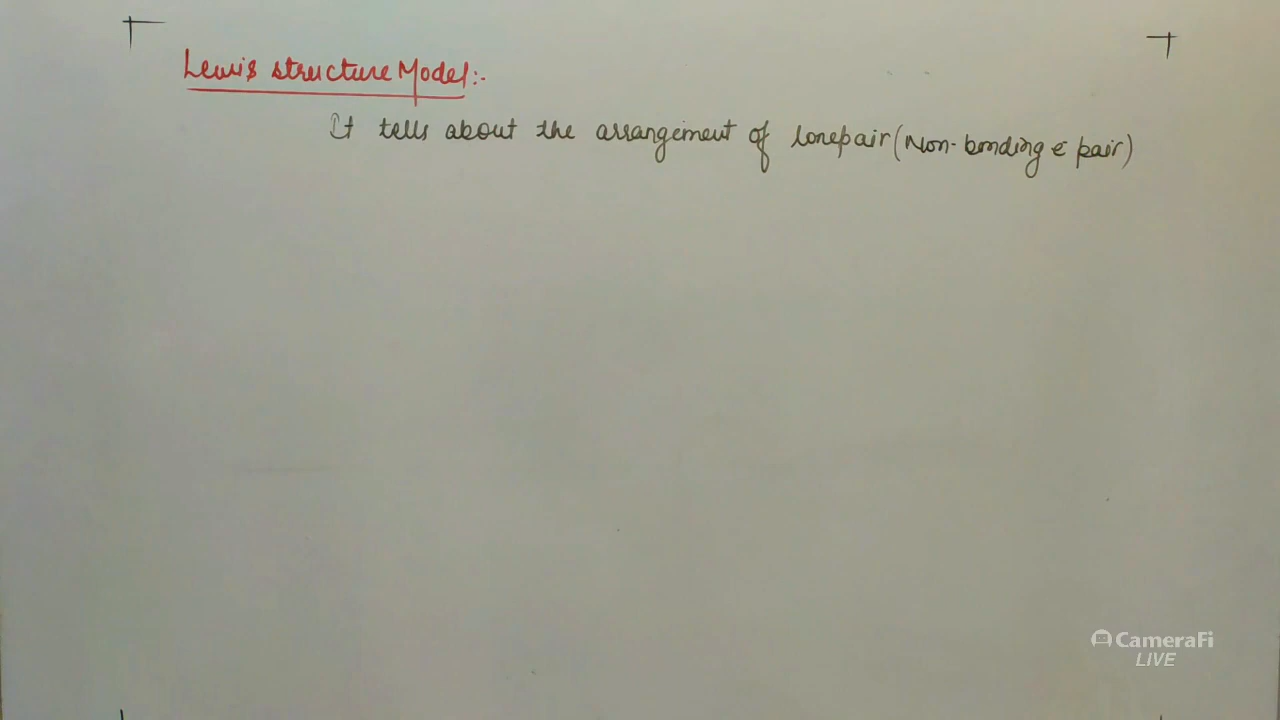 Lewis structure Model:-
It tells about the arrangement of lonepair (Non-bonding e pair)
CameraFi
LIVE